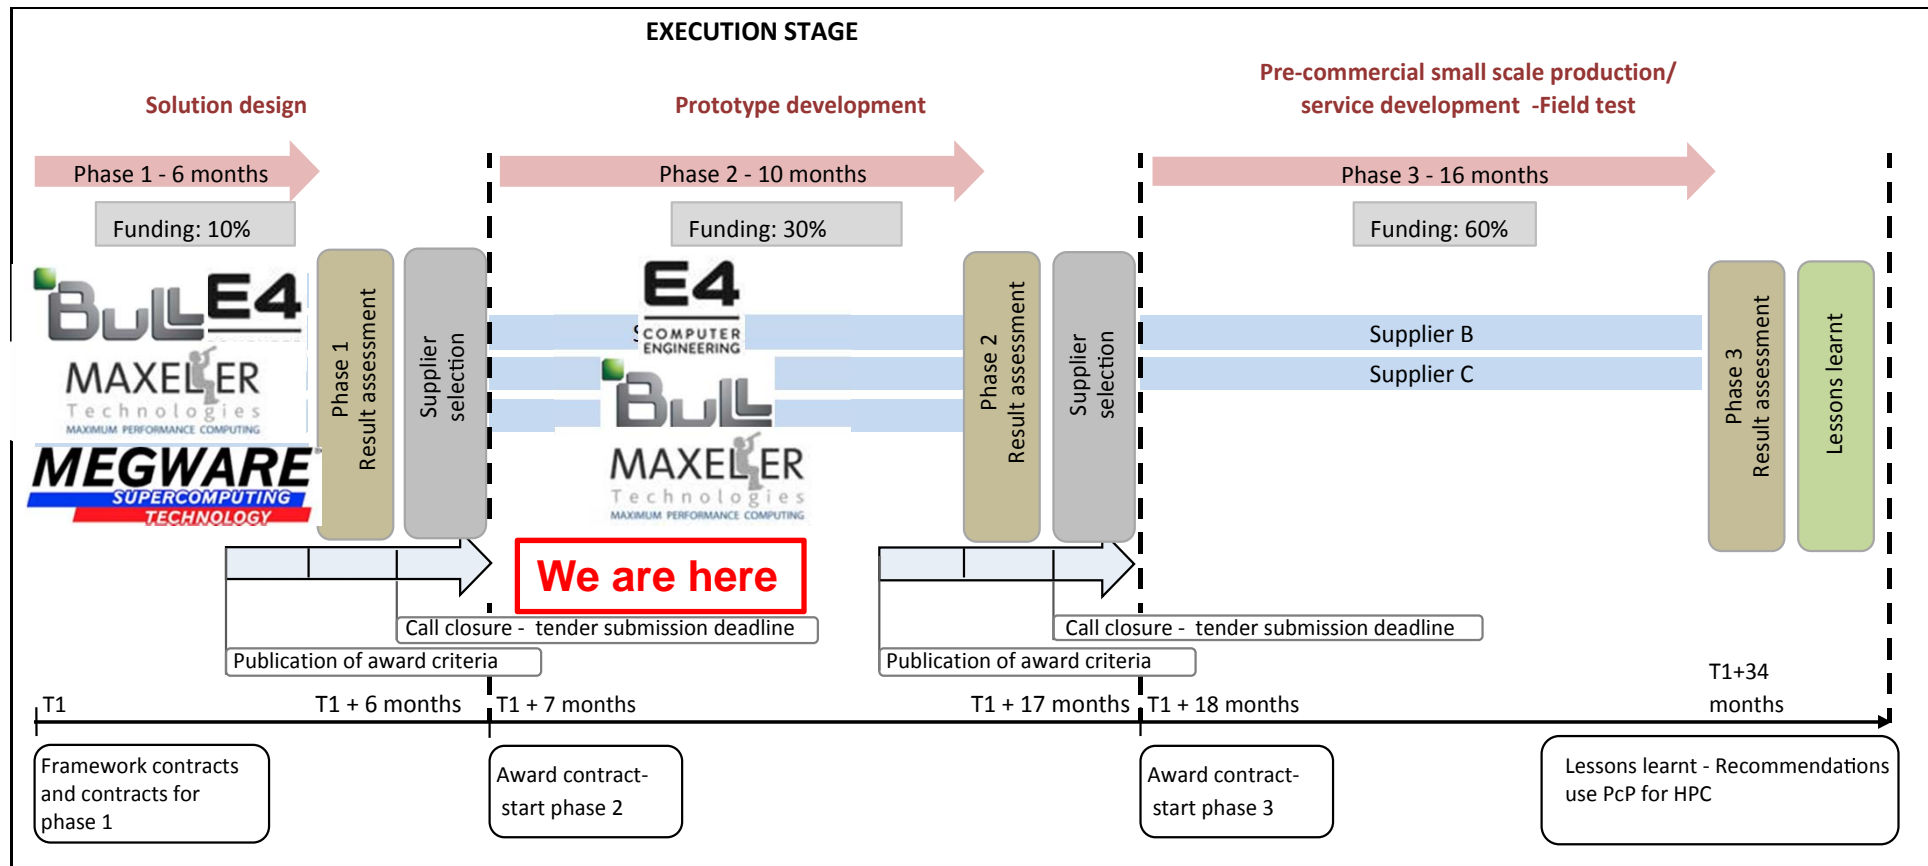 EXECUTION STAGE
Solution design
Prototype development
Pre-commercial small scale production/
service development -Field test
Phase 1 - 6 months
Phase 2 - 10 months
Phase 3 - 16 months
Funding: 10%
Funding: 30%
Funding: 60%
Bull
E4
MAXELER
Technologies
MAXIMUM PERFORMANCE COMPUTING
MEGWARE
SUPERCOMPUTING
TECHNOLOGY
Phase 1
Result assessment
Supplier
selection
E4
COMPUTER
ENGINEERING
Bull
MAXELER
Technologies
MAXIMUM PERFORMANCE COMPUTING
Phase 2
Result assessment
Supplier
selection
Supplier B
Supplier C
Phase 3
Result assessment
Lessons learnt
We are here
Call closure - tender submission deadline
Publication of award criteria
Call closure - tender submission deadline
Publication of award criteria
T1
T1 + 6 months
T1 + 7 months
T1 + 17 months
T1 + 18 months
T1+34
months
Framework contracts
and contracts for
phase 1
Award contract-
start phase 2
Award contract-
start phase 3
Lessons learnt - Recommendations
use PcP for HPC